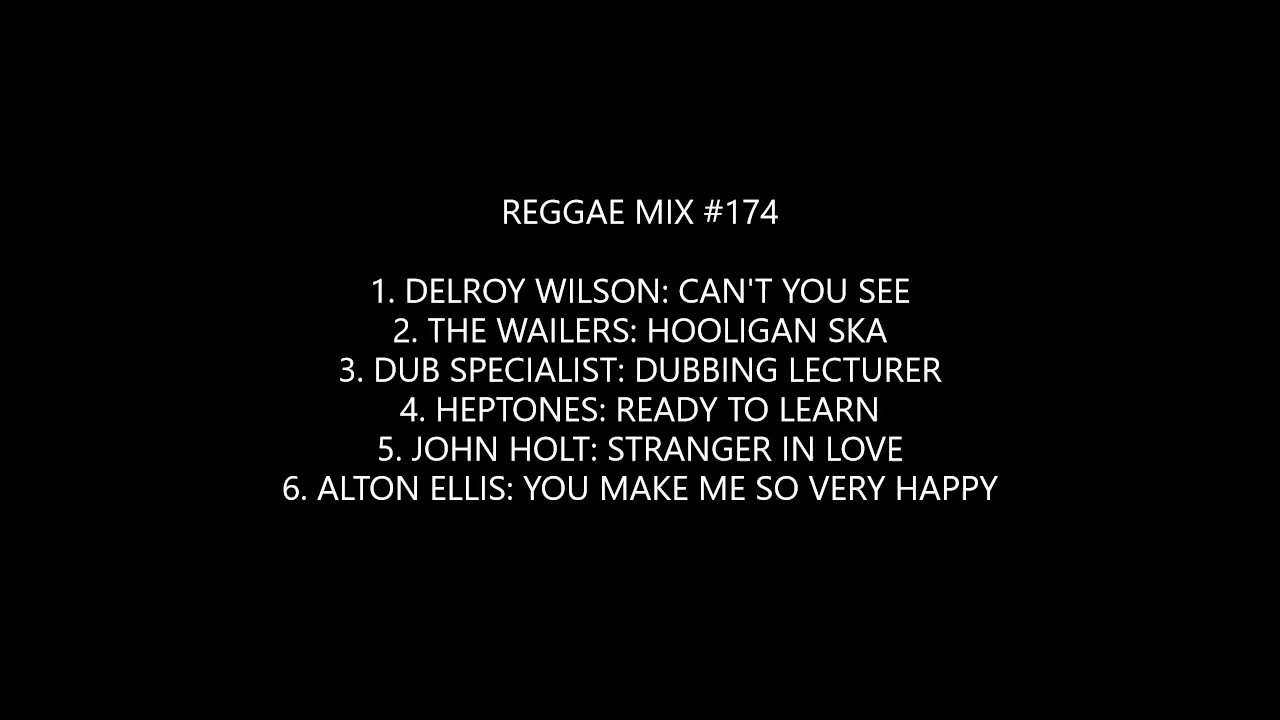 REGGAE MIX #174
1. DELROY WILSON: CAN'T YOU SEE
2. THE WAILERS: HOOLIGAN SKA
3. DUB SPECIALIST: DUBBING LECTURER
4. HEPTONES: READY TO LEARN
5. JOHN HOLT: STRANGER IN LOVE
6. ALTON ELLIS: YOU MAKE ME SO VERY HAPPY